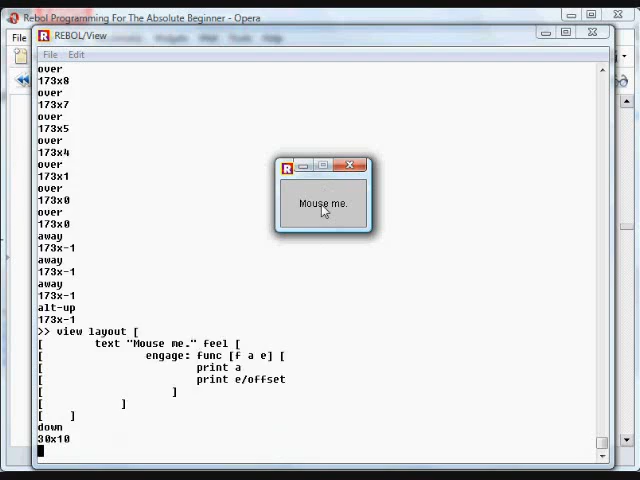 Rebol Programming For The Absolute Beginner - Opera
File
REBOL/View
File Edit
over
173x8
over
173x7
over
173x5
over
173x4
over
173x1
over
173x0
over
173x0
away
173x-1
away
173x-1
away
173x-1
alt-up
173x-1
>> view layout [
[ text "Mouse me." feel [
[ engage: func [f a e] [
[ print a
[ print e/offset
[ ]
[ ]
[ ]
down
30x10
Mouse me.